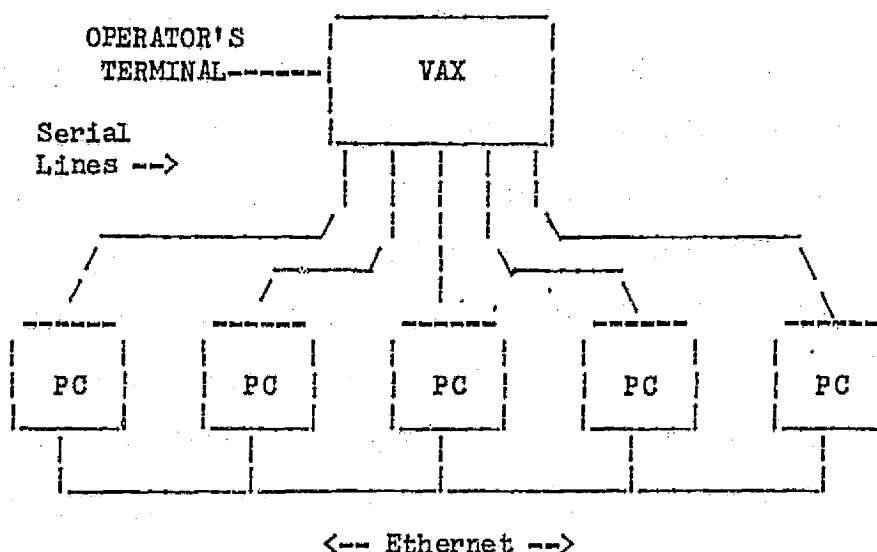 OPERATOR'S
TERMINAL
VAX
Serial
Lines -->
PC PC PC PC PC
<-- Ethernet -->